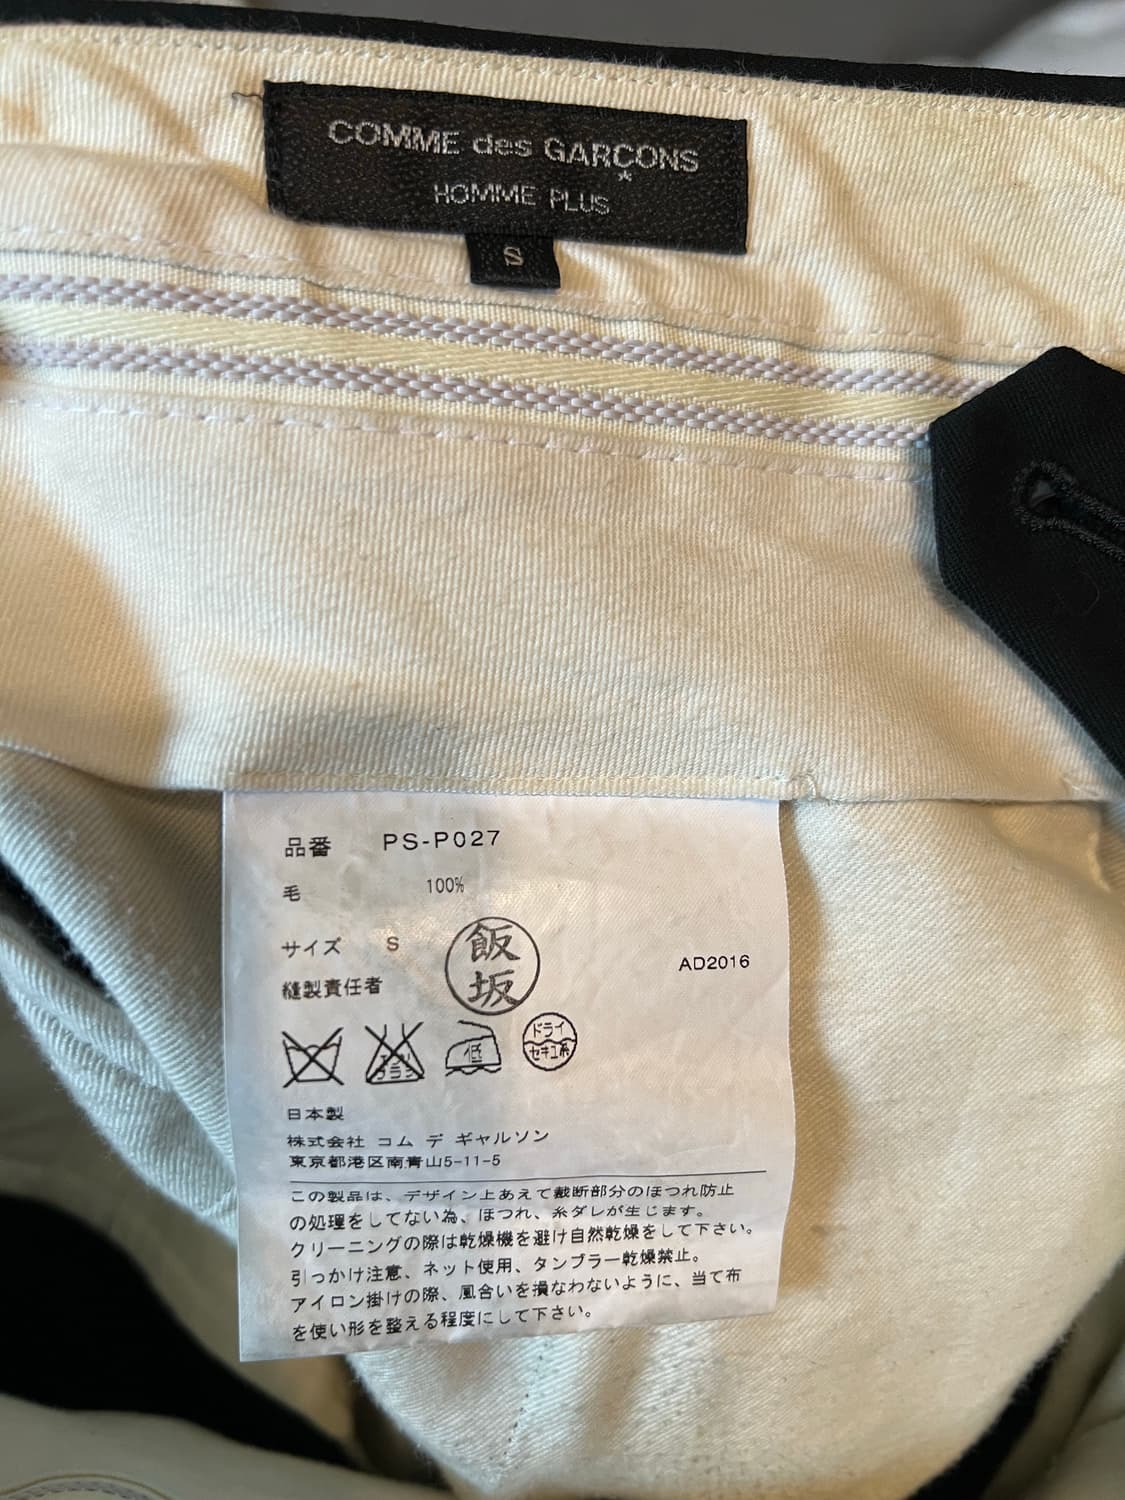 COMME des GARÇONS
*
HOMME PLUS
S
品番 PS-P027
毛 100%
サイズ S
縫製責任者 飯坂
AD2016
エンソサラシ
低
ドライ
セキユ系
日本製
株式会社 コム デ ギャルソン
東京都港区南青山5-11-5
この製品は、デザイン上あえて裁断部分のほつれ防止
の処理をしてない為、ほつれ、糸ダレが生じます。
クリーニングの際は乾燥機を避け自然乾燥をして下さい。
引っかけ注意、ネット使用、タンブラー乾燥禁止。
アイロン掛けの際、風合いを損なわないように、当て布
を使い形を整える程度にして下さい。